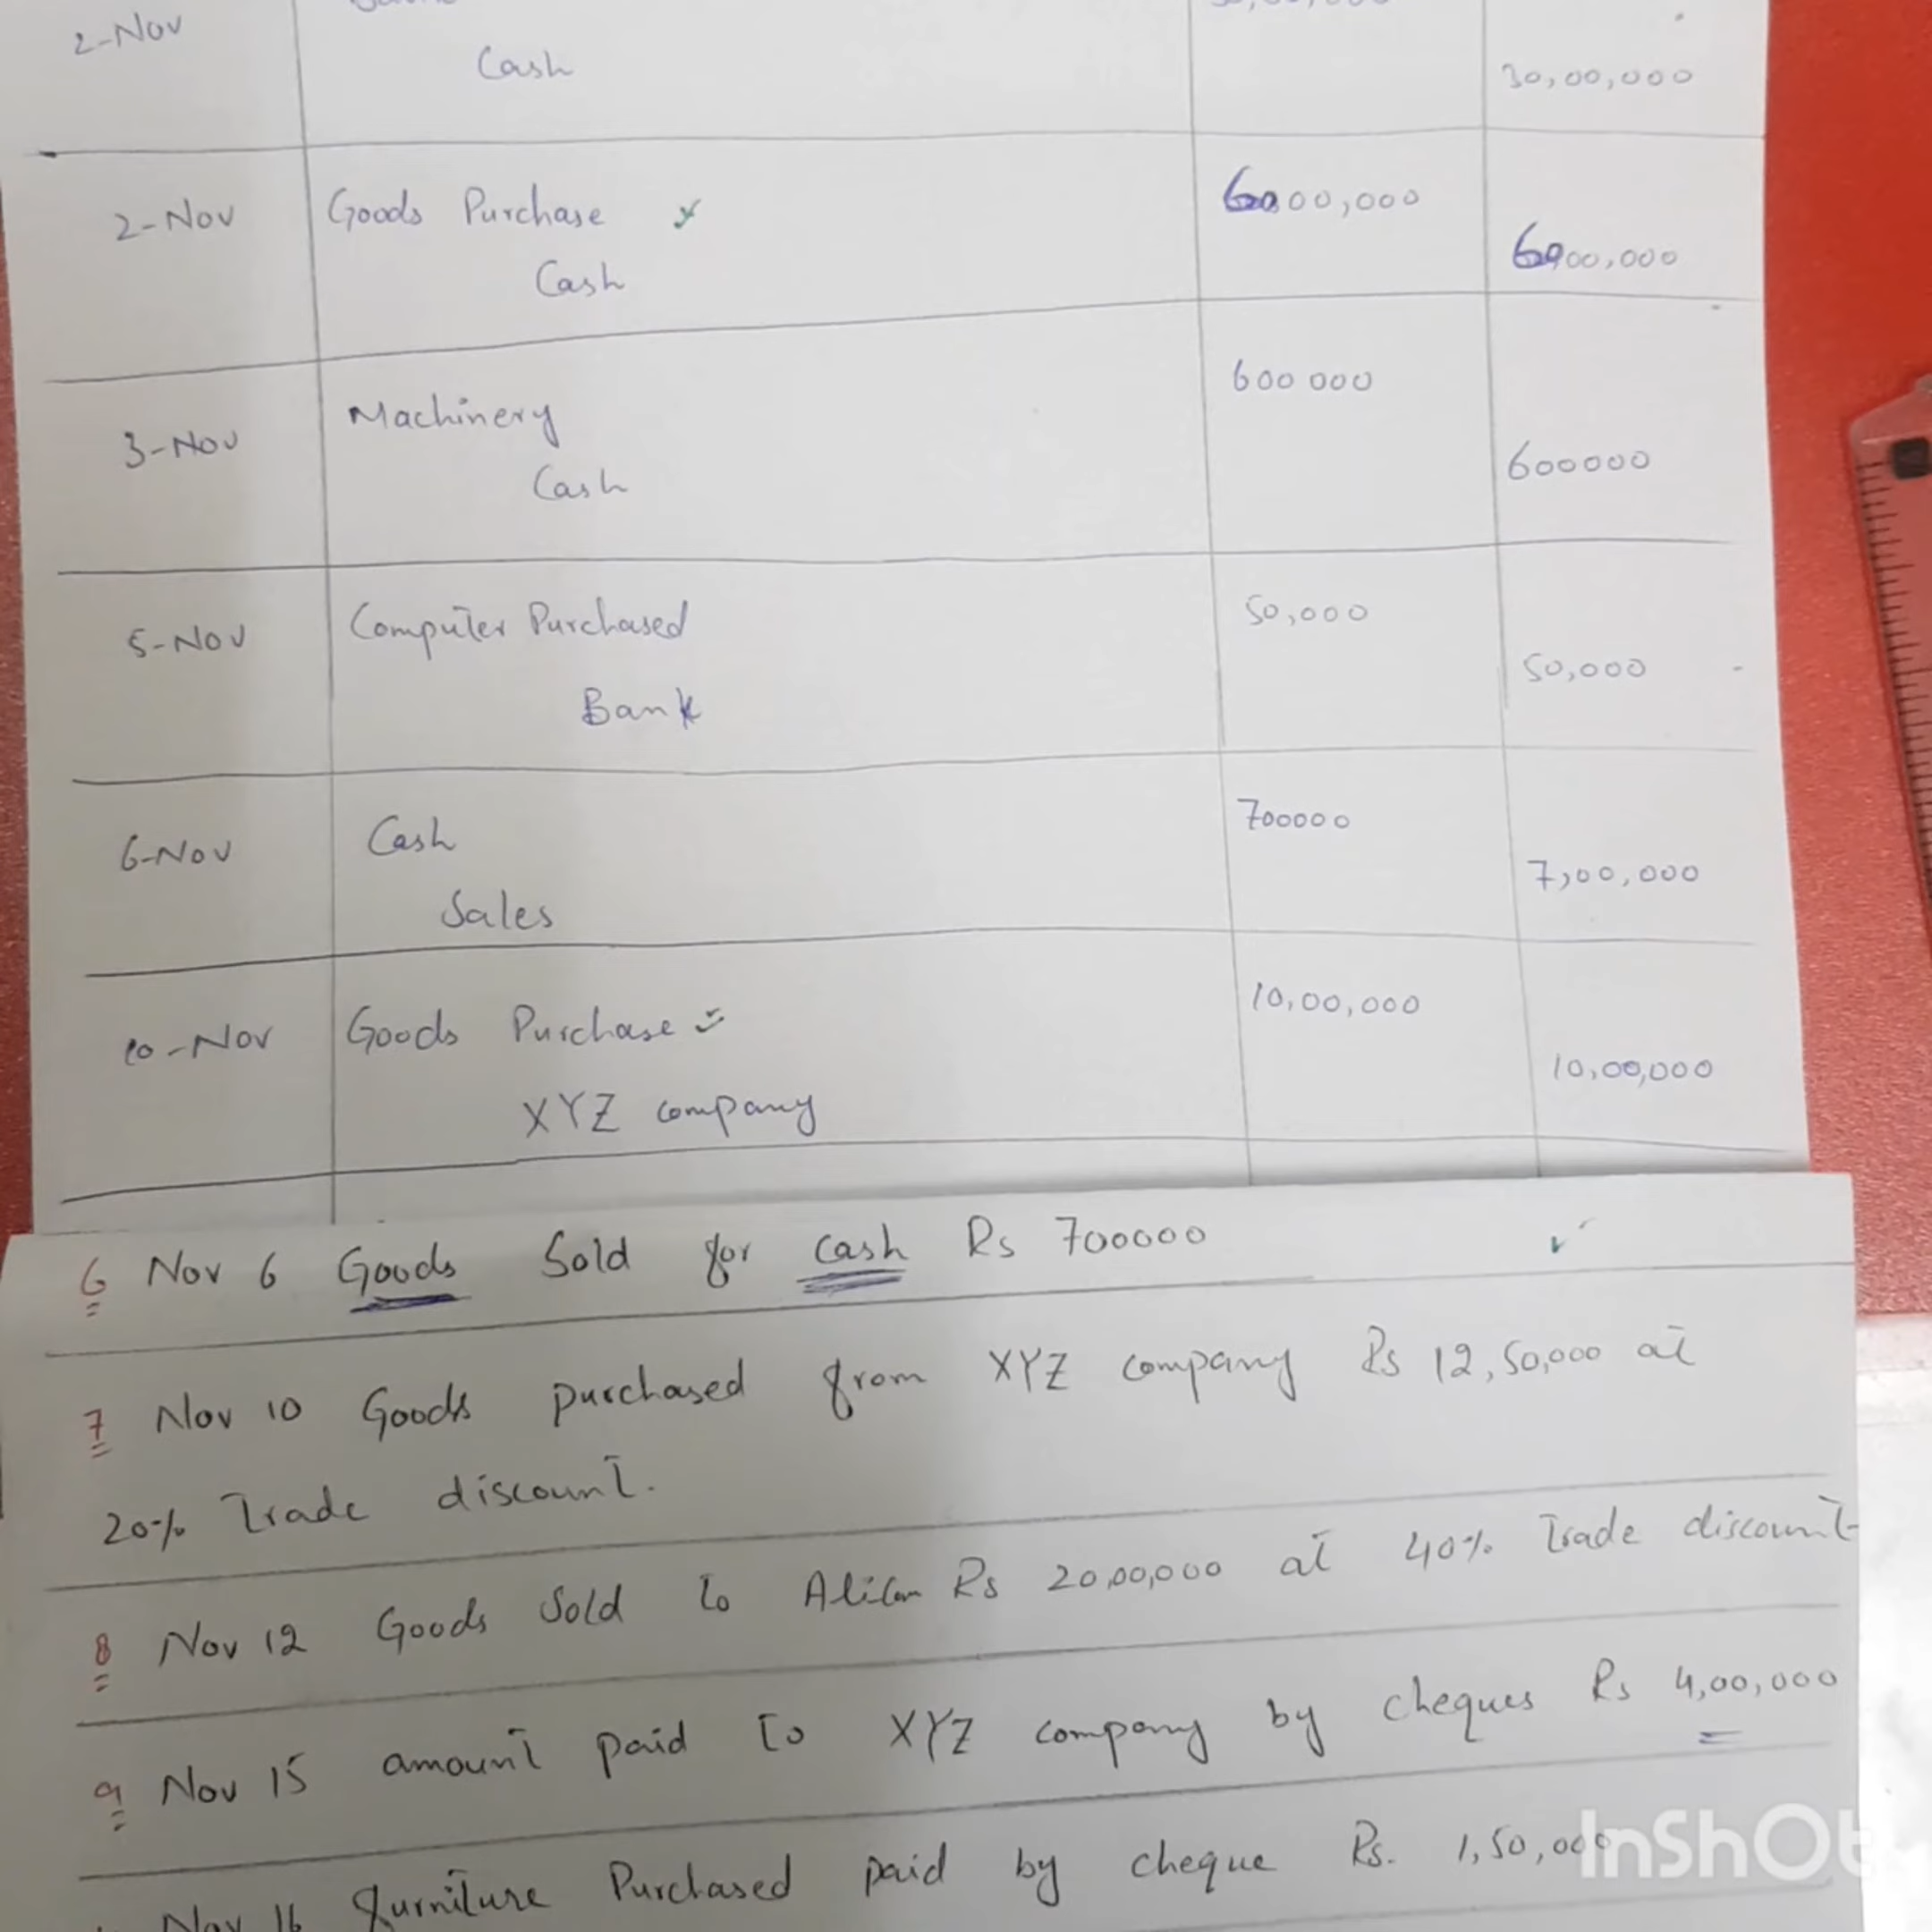 2-Nov
Cash
30,00,000
2-Nov Goods Purchase
00,000
Cash
00,000
3-Nov Machinery 600 000
Cash 600000
5-Nov Computer Purchased 50,000
Bank 50,000
6-Nov Cash 700000
Sales 7,00,000
10-Nov Goods Purchase 10,00,000
XYZ company 10,00,000
6 Nov 6 Goods Sold for Cash Rs 700000
7 Nov 10 Goods purchased from XYZ company Rs 12,50,000 at
20% Trade discount.
8 Nov 12 Goods Sold to Rs 20,00,000 at 40% Trade discount
9 Nov 15 amount paid to XYZ company by cheques Rs 4,00,000
Nov 16 furniture Purchased paid by cheque Rs. 1,50,000
InShot